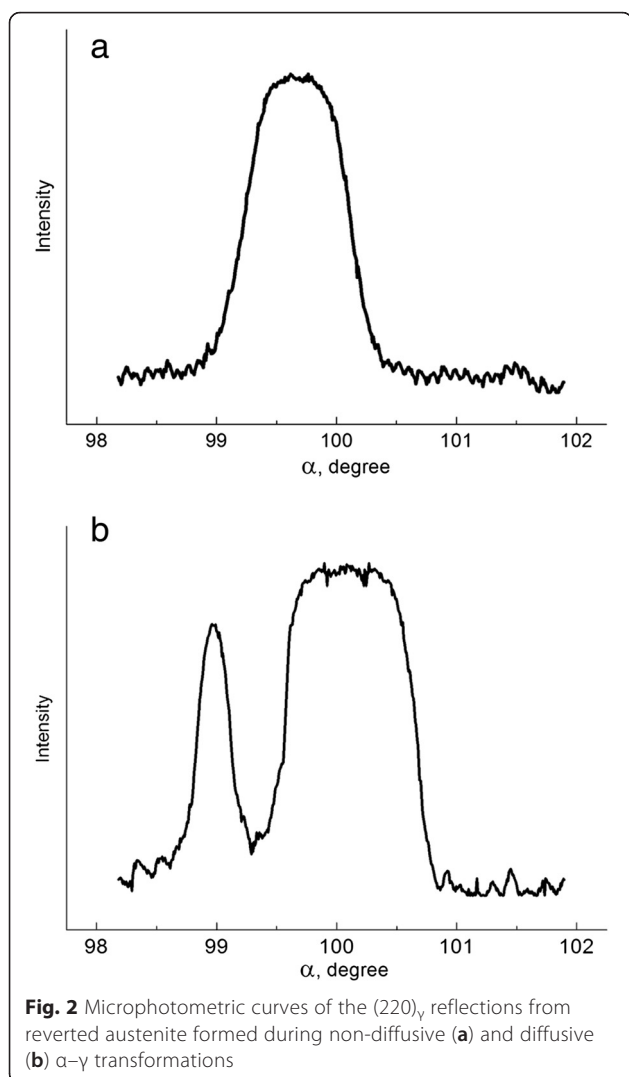 a
Intensity
98 99 100 101 102
α, degree
b
Intensity
98 99 100 101 102
α, degree
Fig. 2 Microphotometric curves of the (220)γ reflections from
reverted austenite formed during non-diffusive (a) and diffusive
(b) α–γ transformations